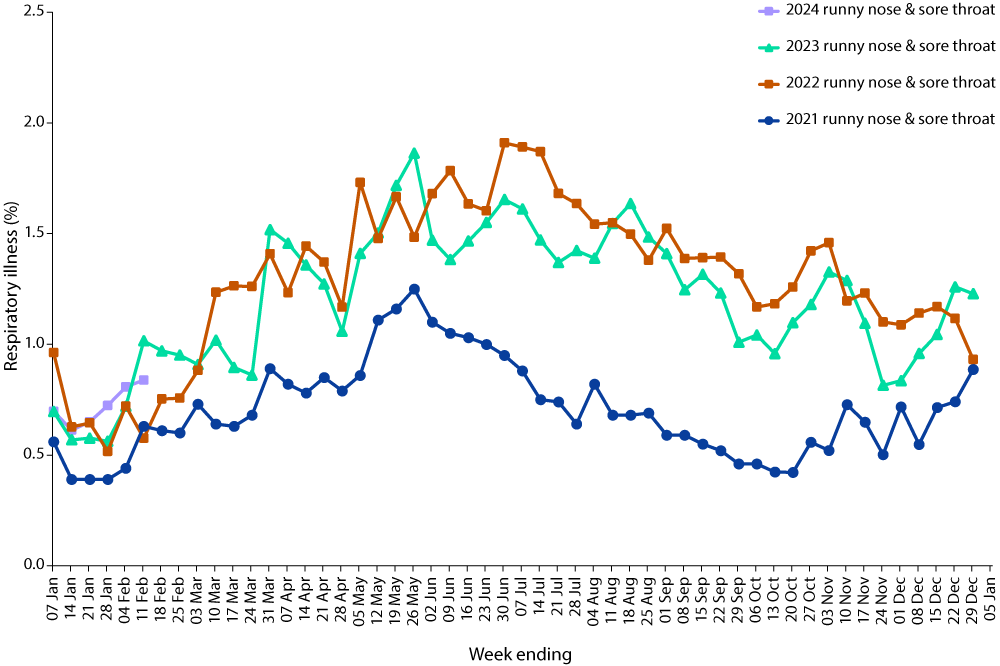 2024 runny nose & sore throat
2023 runny nose & sore throat
2022 runny nose & sore throat
2021 runny nose & sore throat
Respiratory illness (%)
2.5
2.0
1.5
1.0
0.5
0.0
07 Jan
14 Jan
21 Jan
28 Jan
04 Feb
11 Feb
18 Feb
25 Feb
03 Mar
10 Mar
17 Mar
24 Mar
31 Mar
07 Apr
14 Apr
21 Apr
28 Apr
05 May
12 May
19 May
26 May
02 Jun
09 Jun
16 Jun
23 Jun
30 Jun
07 Jul
14 Jul
21 Jul
28 Jul
04 Aug
11 Aug
18 Aug
25 Aug
01 Sep
08 Sep
15 Sep
22 Sep
29 Sep
06 Oct
13 Oct
20 Oct
27 Oct
03 Nov
10 Nov
17 Nov
24 Nov
01 Dec
08 Dec
15 Dec
22 Dec
29 Dec
05 Jan
Week ending